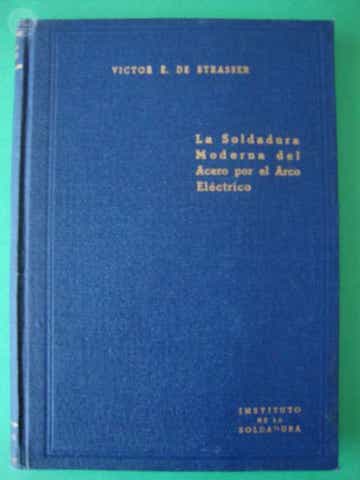 VICTOR E. DE STRASSER
La Soldadura
Moderna del
Acero por el Arco
Eléctrico
INSTITUTO
DE LA
SOLDADURA